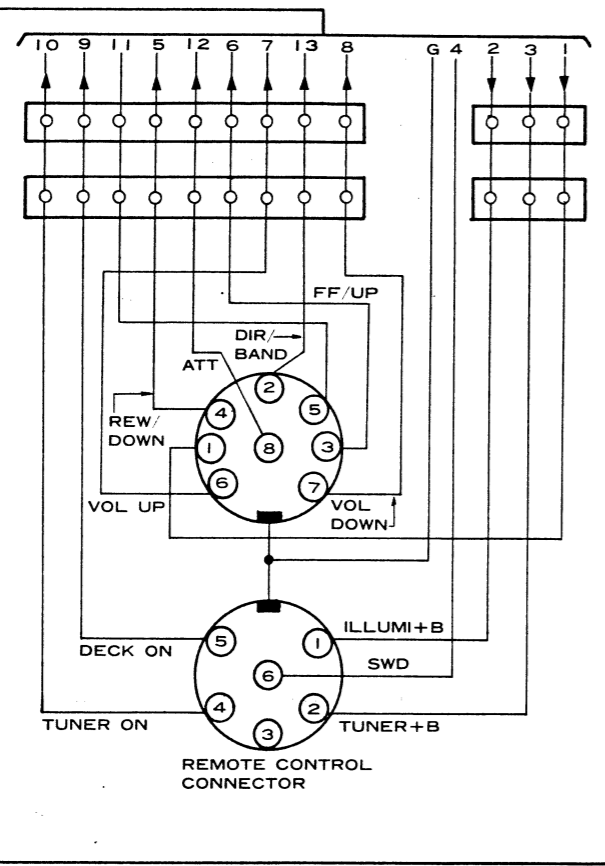 10 9 11 5 12 6 7 13 8 G 4 2 3 1
FF/UP
DIR/
BAND
ATT
2
4
5
REW/
DOWN
1
8
3
6
7
VOL UP
VOL
DOWN
ILLUMI+B
5
1
DECK ON
SWD
6
4
2
TUNER ON
TUNER+B
3
REMOTE CONTROL
CONNECTOR